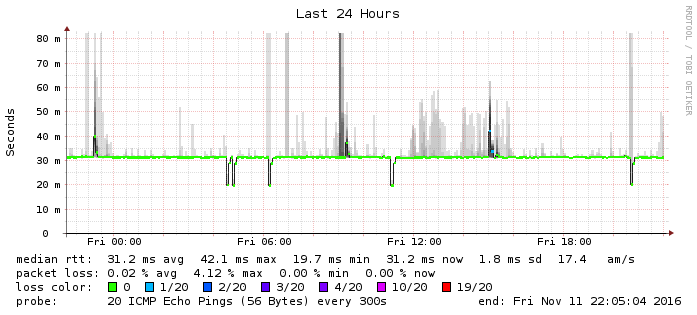 Last 24 Hours
RRDTOOL / TOBI OETIKER
Seconds
80 m
70 m
60 m
50 m
40 m
30 m
20 m
10 m
0
Fri 00:00 Fri 06:00 Fri 12:00 Fri 18:00
median rtt: 31.2 ms avg 42.1 ms max 19.7 ms min 31.2 ms now 1.8 ms sd 17.4 am/s
packet loss: 0.02 % avg 4.12 % max 0.00 % min 0.00 % now
loss color: 0 1/20 2/20 3/20 4/20 10/20 19/20
probe: 20 ICMP Echo Pings (56 Bytes) every 300s end: Fri Nov 11 22:05:04 2016